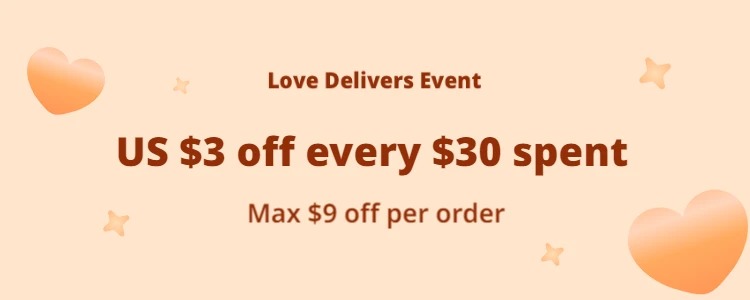 Love Delivers Event
US $3 off every $30 spent
Max $9 off per order